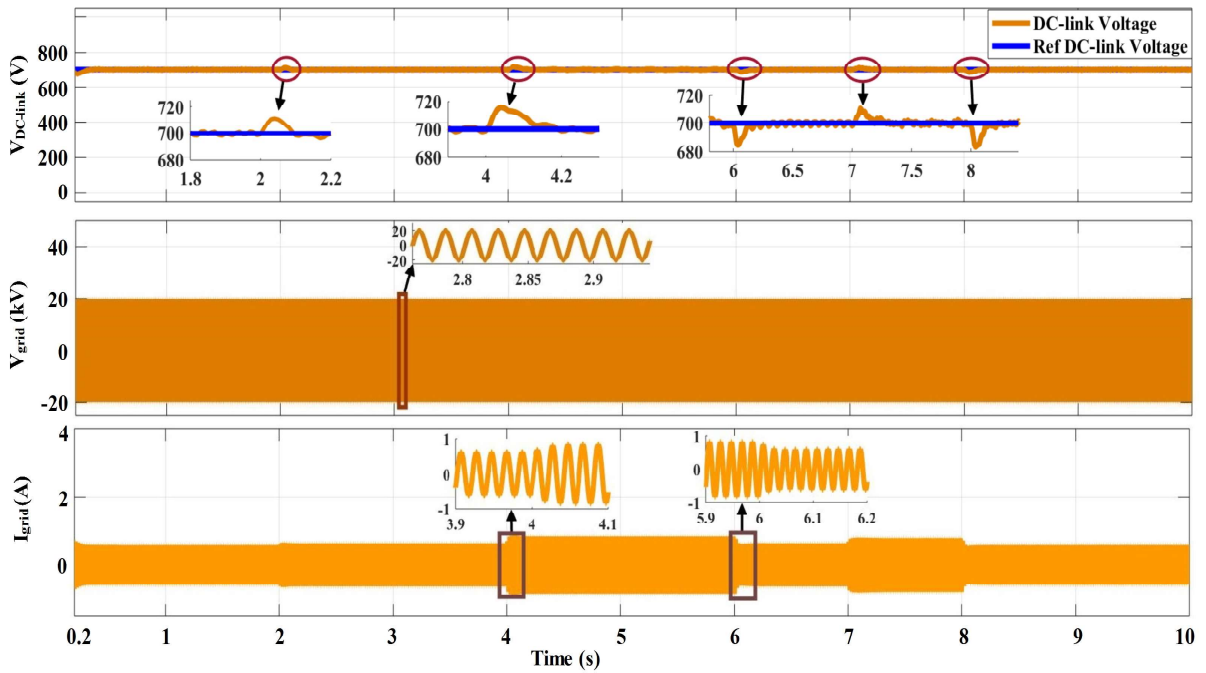 DC-link Voltage
Ref DC-link Voltage
V DC-link (V)
800
600
400
200
0
720
700
680
1.8 2 2.2
720
700
680
4 4.2
720
700
680
6 6.5 7 7.5 8
Vgrid (kV)
40
20
0
-20
20
0
-20
2.8 2.85 2.9
Igrid (A)
4
2
0
1
0
-1
3.9 4 4.1
1
0
-1
5.9 6 6.1 6.2
0.2 1 2 3 4 5 6 7 8 9 10
Time (s)